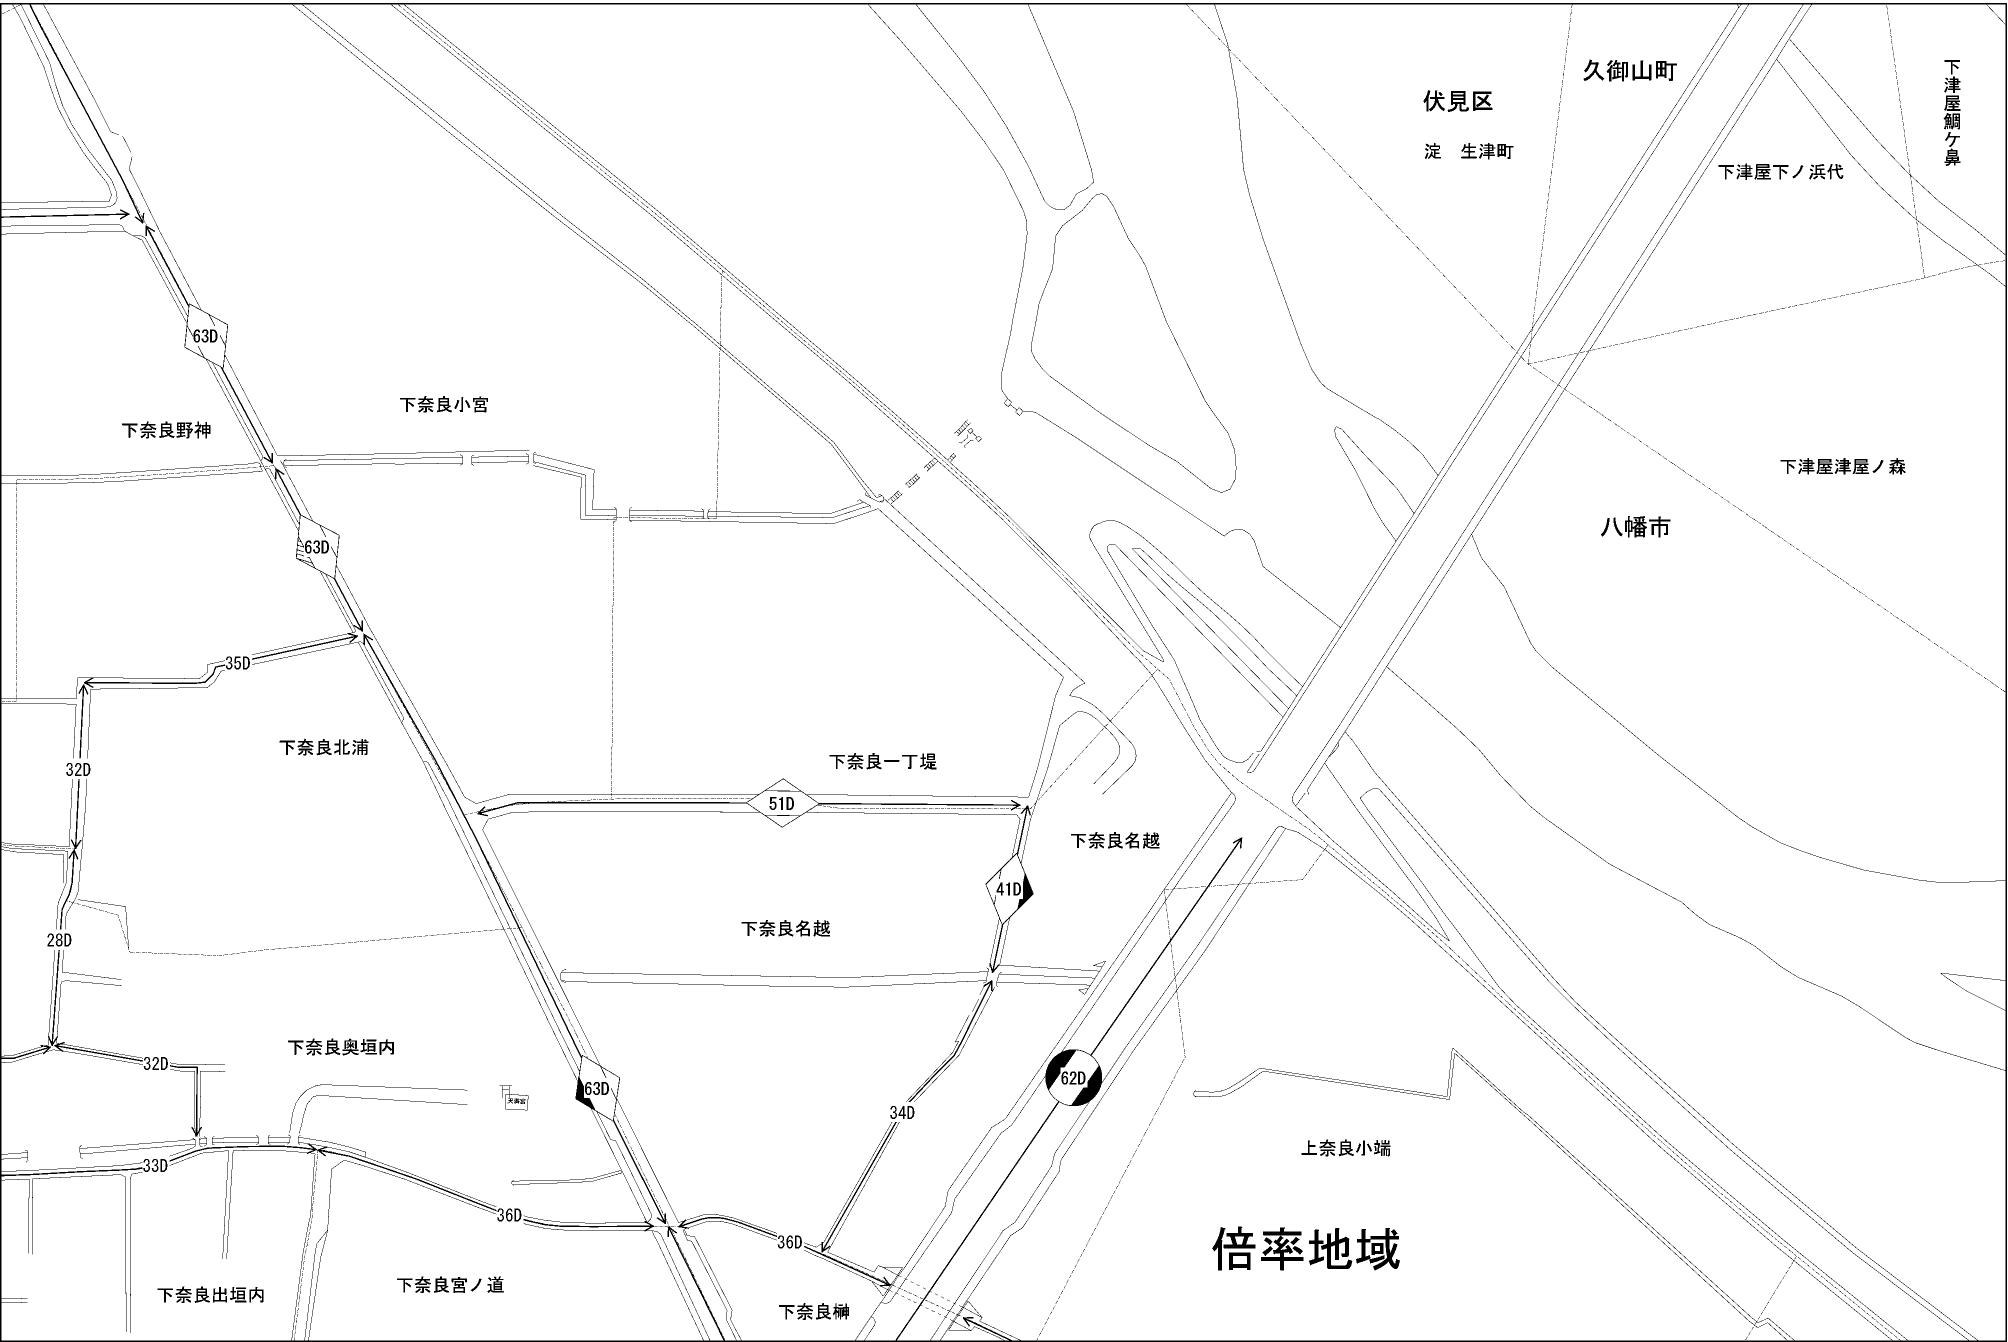 久御山町
下津屋鯛ケ鼻
伏見区
淀　生津町
下津屋下ノ浜代
63D
下奈良小宮
下奈良野神
下津屋津屋ノ森
八幡市
63D
35D
下奈良北浦
下奈良一丁堤
32D
51D
下奈良名越
41D
下奈良名越
28D
下奈良奥垣内
32D
62D
63D
天満宮
34D
上奈良小端
33D
36D
36D
倍率地域
下奈良宮ノ道
下奈良出垣内
下奈良榊